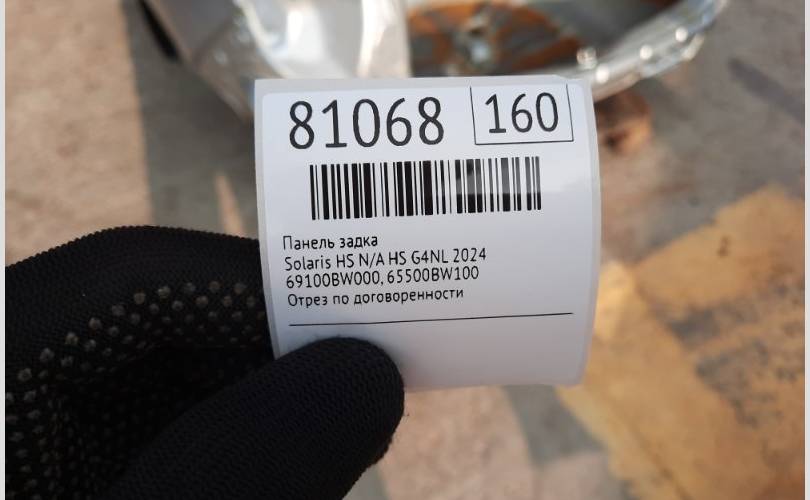 81068 160
Панель задка
Solaris HS N/A HS G4NL 2024
69100BW000, 65500BW100
Отрез по договоренности